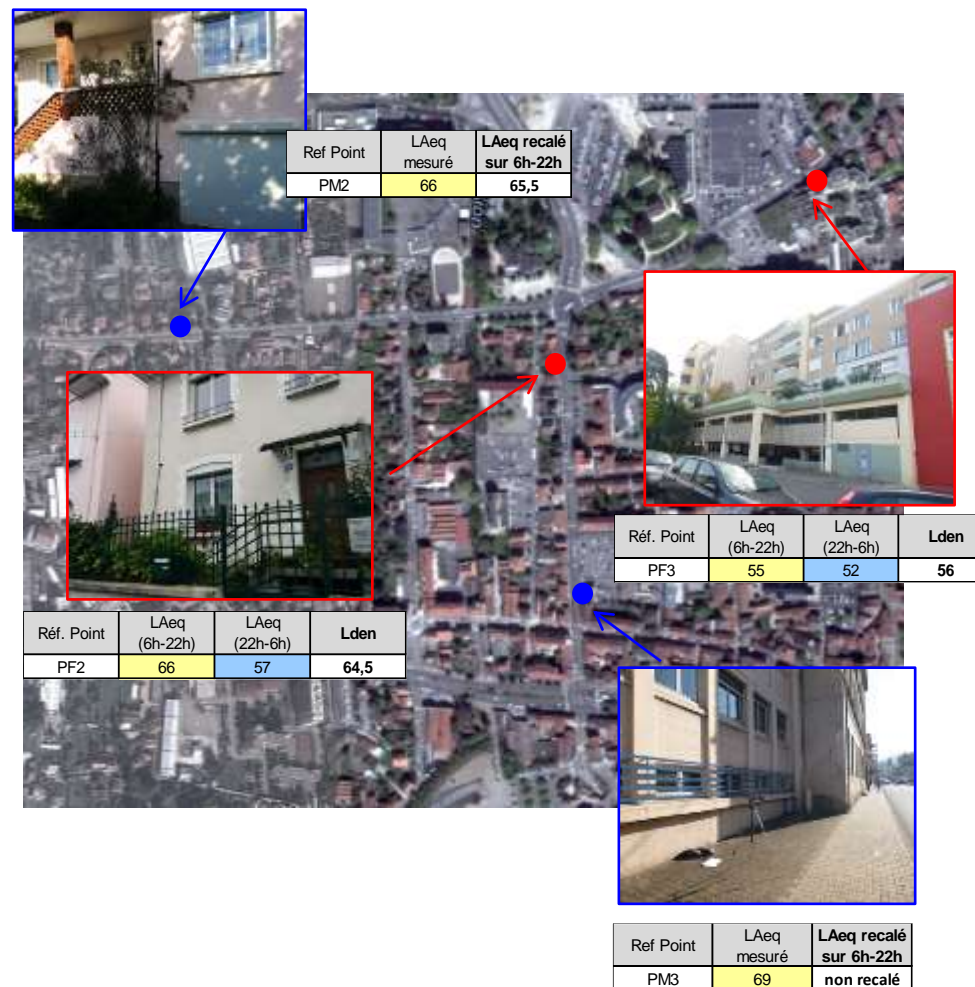 Ref Point LAeq mesuré LAeq recalé sur 6h-22h
PM2 66 65,5
Réf. Point LAeq (6h-22h) LAeq (22h-6h) Lden
PF3 55 52 56
Réf. Point LAeq (6h-22h) LAeq (22h-6h) Lden
PF2 66 57 64,5
Ref Point LAeq mesuré LAeq recalé sur 6h-22h
PM3 69 non recalé